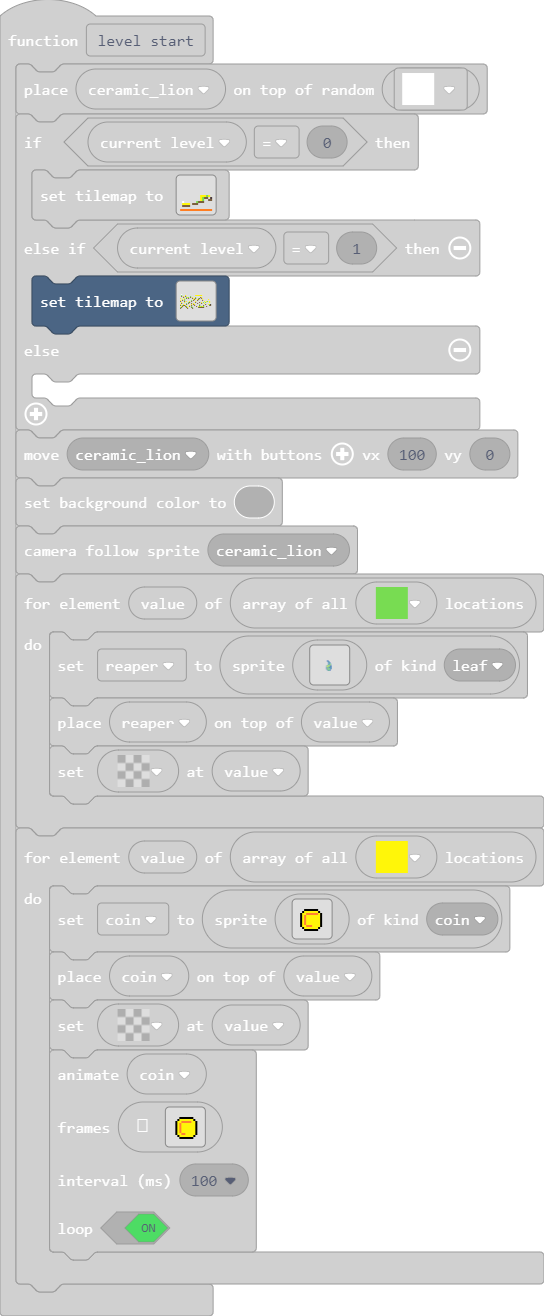 function level start
place ceramic_lion on top of random
if current level = 0 then
set tilemap to
else if current level = 1 then
set tilemap to
else
move ceramic_lion with buttons vx 100 vy 0
set background color to
camera follow sprite ceramic_lion
for element value of array of all locations
do
set reaper to sprite of kind leaf
place reaper on top of value
set at value
for element value of array of all locations
do
set coin to sprite of kind coin
place coin on top of value
set at value
animate coin
frames
interval (ms) 100
loop ON